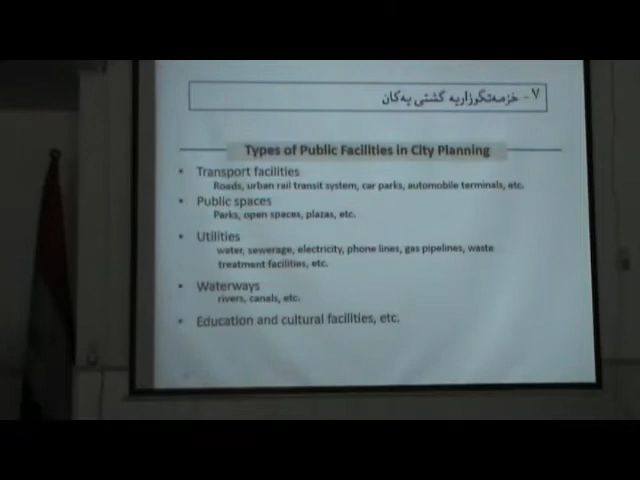 ٧- خزمەتگوزاریە گشتی یەکان
Types of Public Facilities in City Planning
• Transport facilities
Roads, urban rail transit system, car parks, automobile terminals, etc.
• Public spaces
Parks, open spaces, plazas, etc.
• Utilities
water, sewerage, electricity, phone lines, gas pipelines, waste
treatment facilities, etc.
• Waterways
rivers, canals, etc.
• Education and cultural facilities, etc.